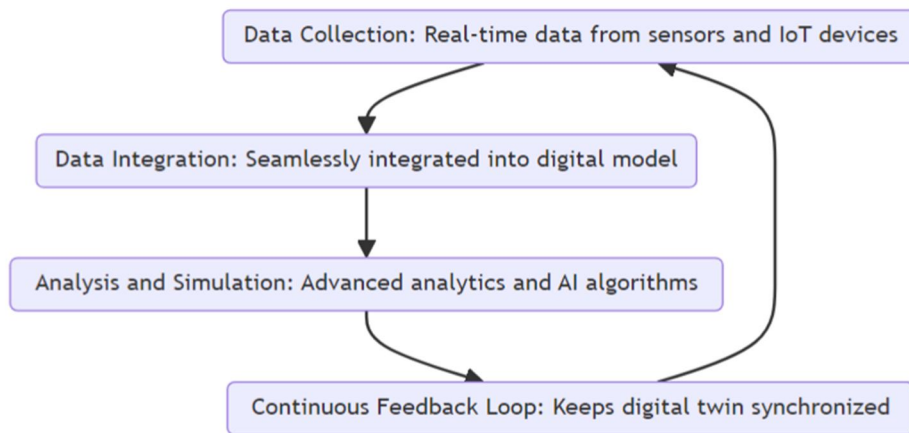 Data Collection: Real-time data from sensors and IoT devices
Data Integration: Seamlessly integrated into digital model
Analysis and Simulation: Advanced analytics and AI algorithms
Continuous Feedback Loop: Keeps digital twin synchronized